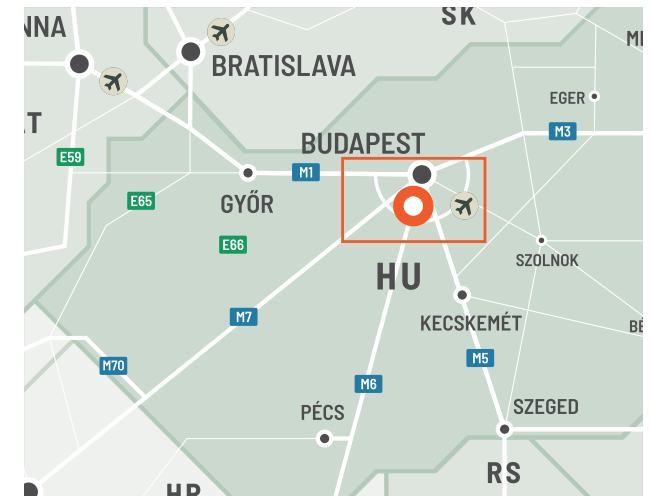 SK
NNA
BRATISLAVA
EGER
T
BUDAPEST
M3
E59
M1
E65
GYŐR
E66
SZOLNOK
HU
M7
KECSKEMÉT
M5
M70
M6
PÉCS
SZEGED
RS
HR